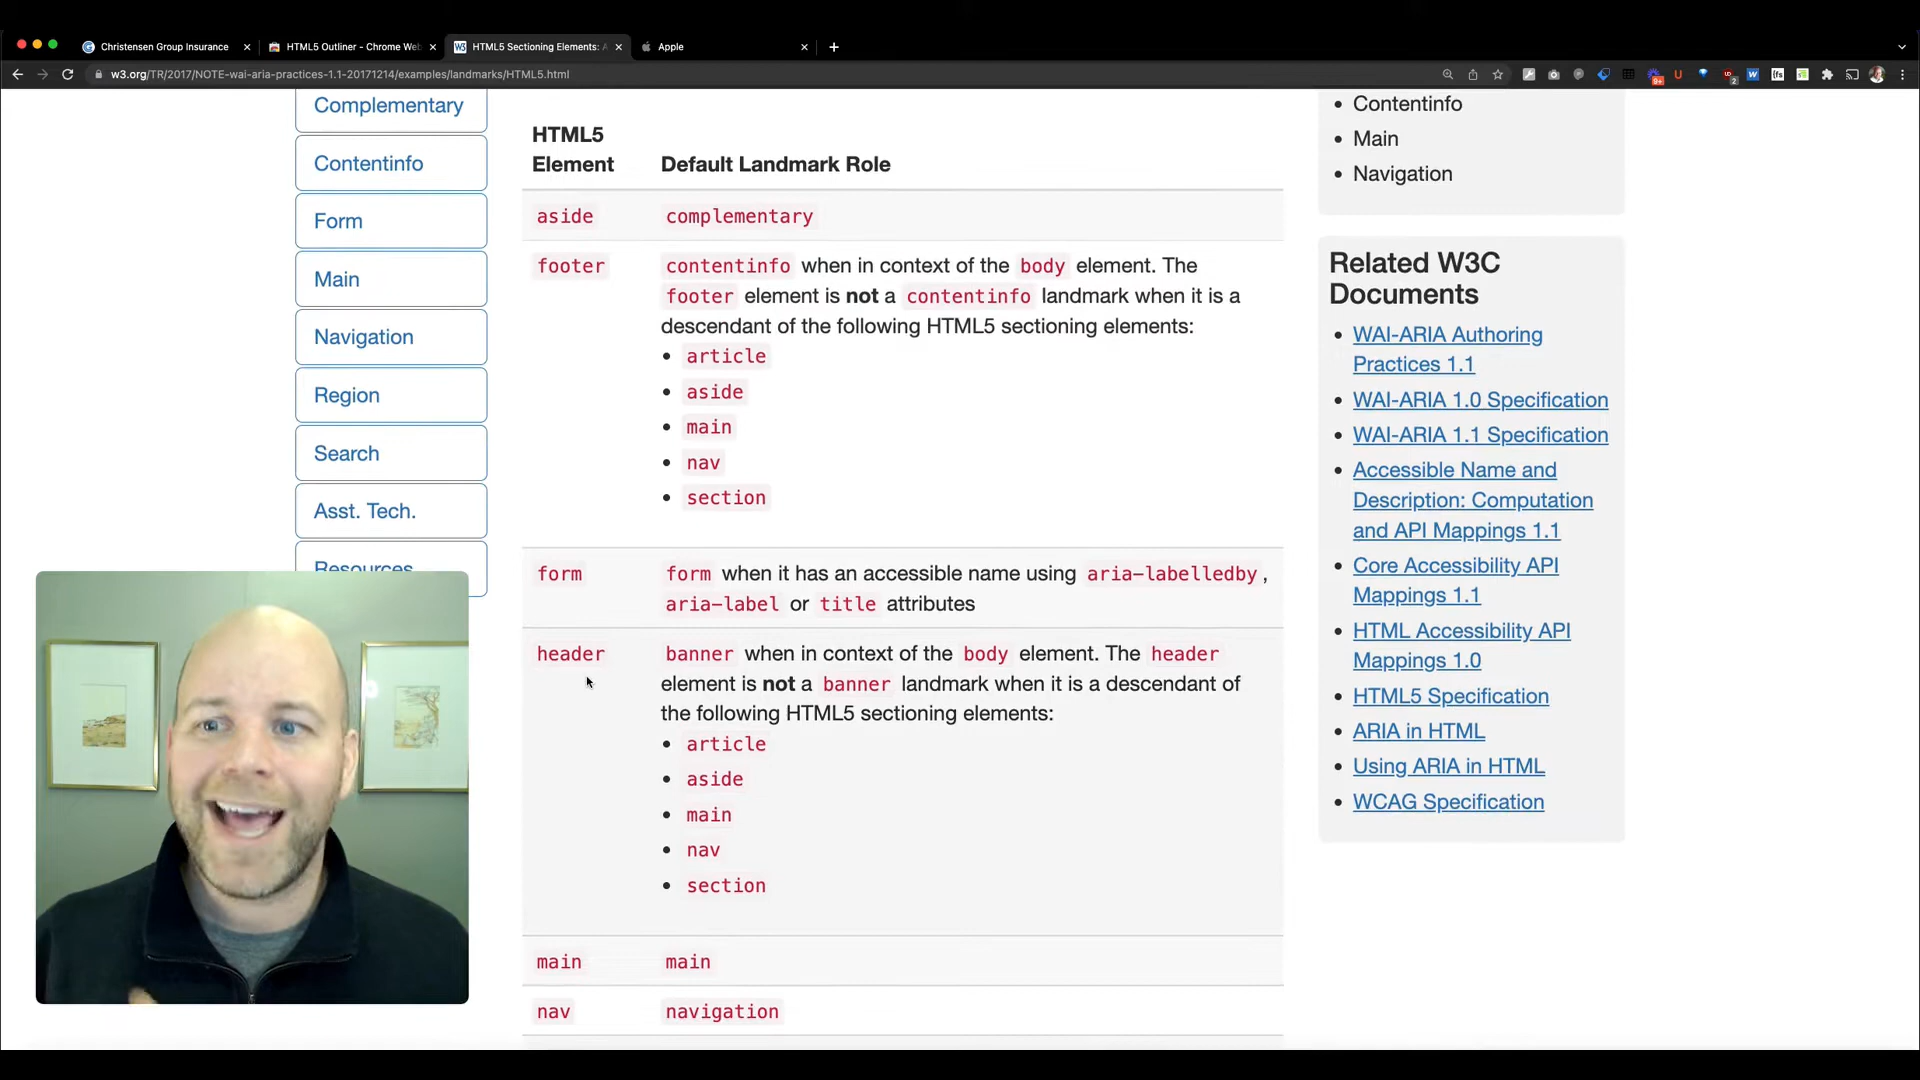 Christensen Group Insurance
HTML5 Outliner - Chrome Web
HTML5 Sectioning Elements: A
Apple
w3.org/TR/2017/NOTE-wai-aria-practices-1.1-20171214/examples/landmarks/HTML5.html
Complementary
Contentinfo
Form
Main
Navigation
Region
Search
Asst. Tech.
Resources
HTML5
Element
Default Landmark Role
aside
complementary
footer
contentinfo when in context of the body element. The
footer element is not a contentinfo landmark when it is a
descendant of the following HTML5 sectioning elements:
• article
• aside
• main
• nav
• section
form
form when it has an accessible name using aria-labelledby,
aria-label or title attributes
header
banner when in context of the body element. The header
element is not a banner landmark when it is a descendant of
the following HTML5 sectioning elements:
• article
• aside
• main
• nav
• section
main
main
nav
navigation
• Contentinfo
• Main
• Navigation
Related W3C
Documents
• WAI-ARIA Authoring
Practices 1.1
• WAI-ARIA 1.0 Specification
• WAI-ARIA 1.1 Specification
• Accessible Name and
Description: Computation
and API Mappings 1.1
• Core Accessibility API
Mappings 1.1
• HTML Accessibility API
Mappings 1.0
• HTML5 Specification
• ARIA in HTML
• Using ARIA in HTML
• WCAG Specification